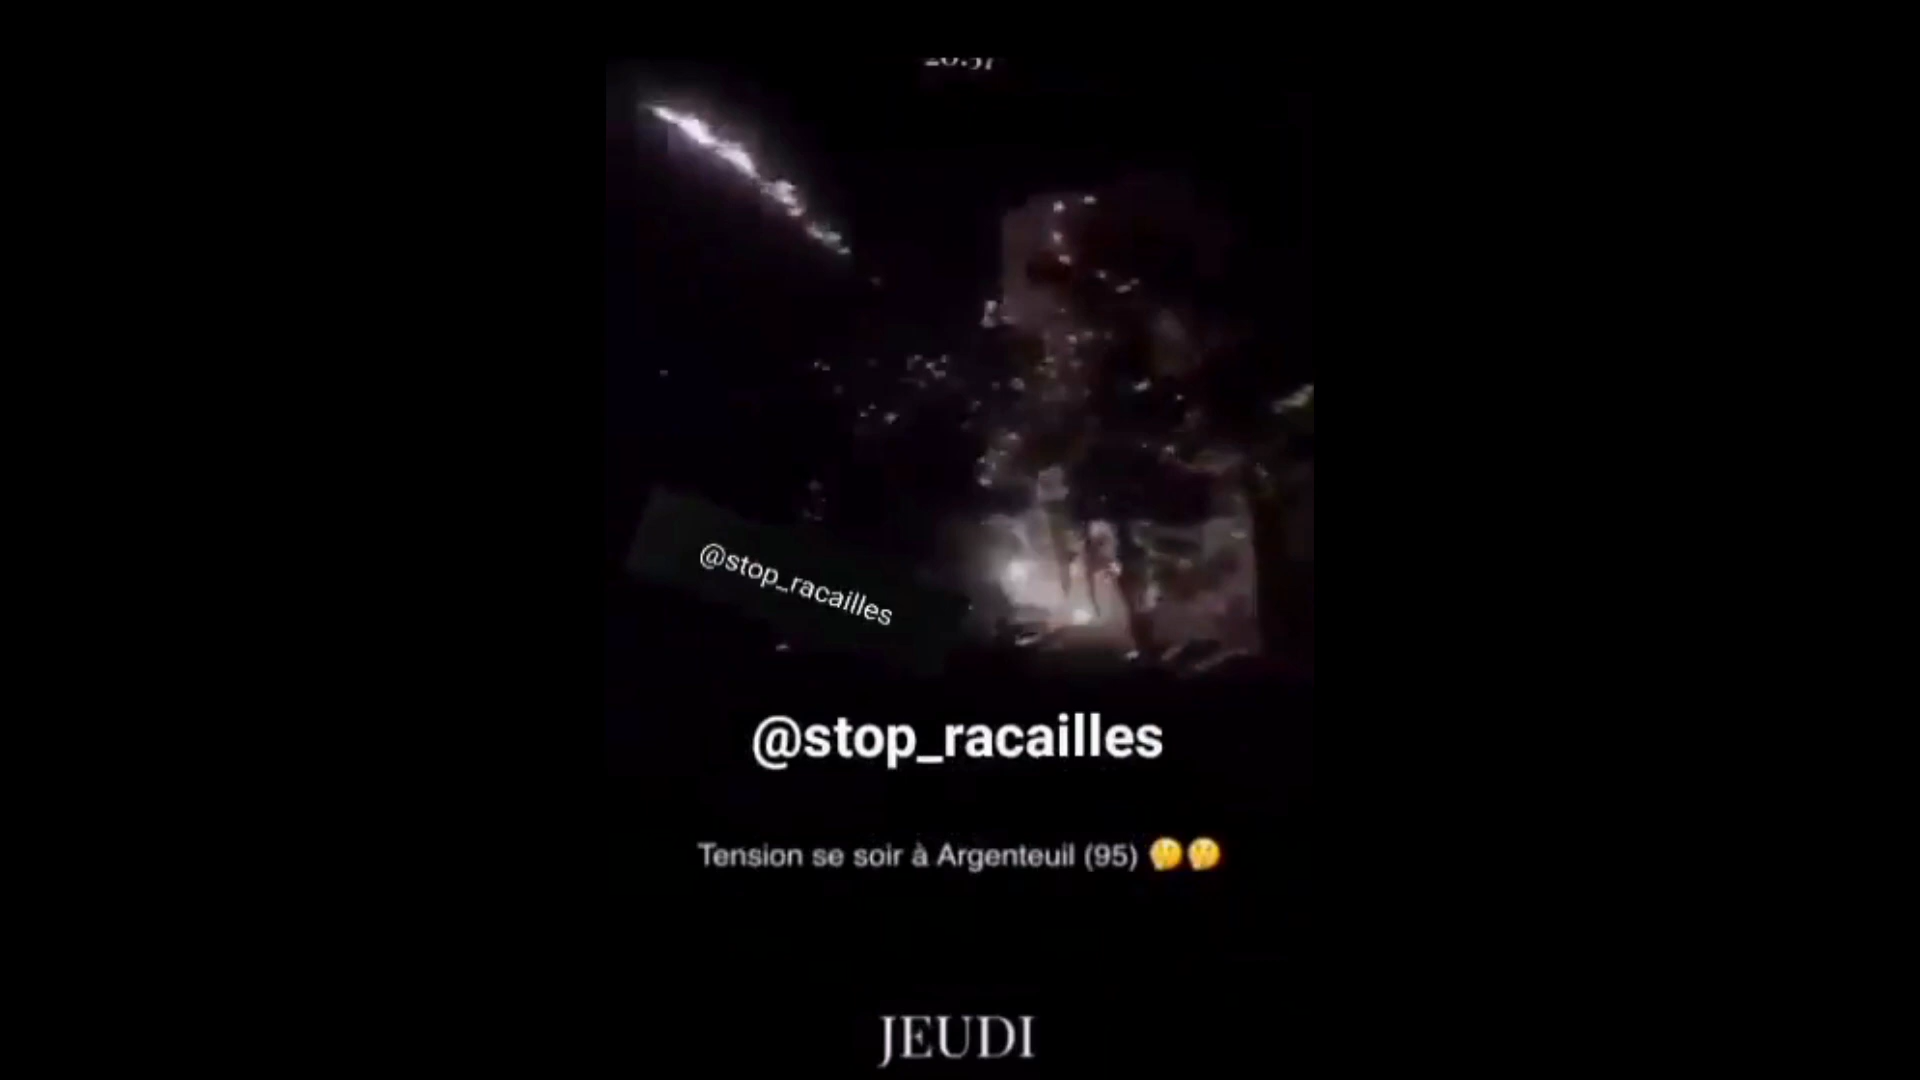 @stop_racailles
@stop_racailles
Tension se soir à Argenteuil (95) 🤔🤔
JEUDI